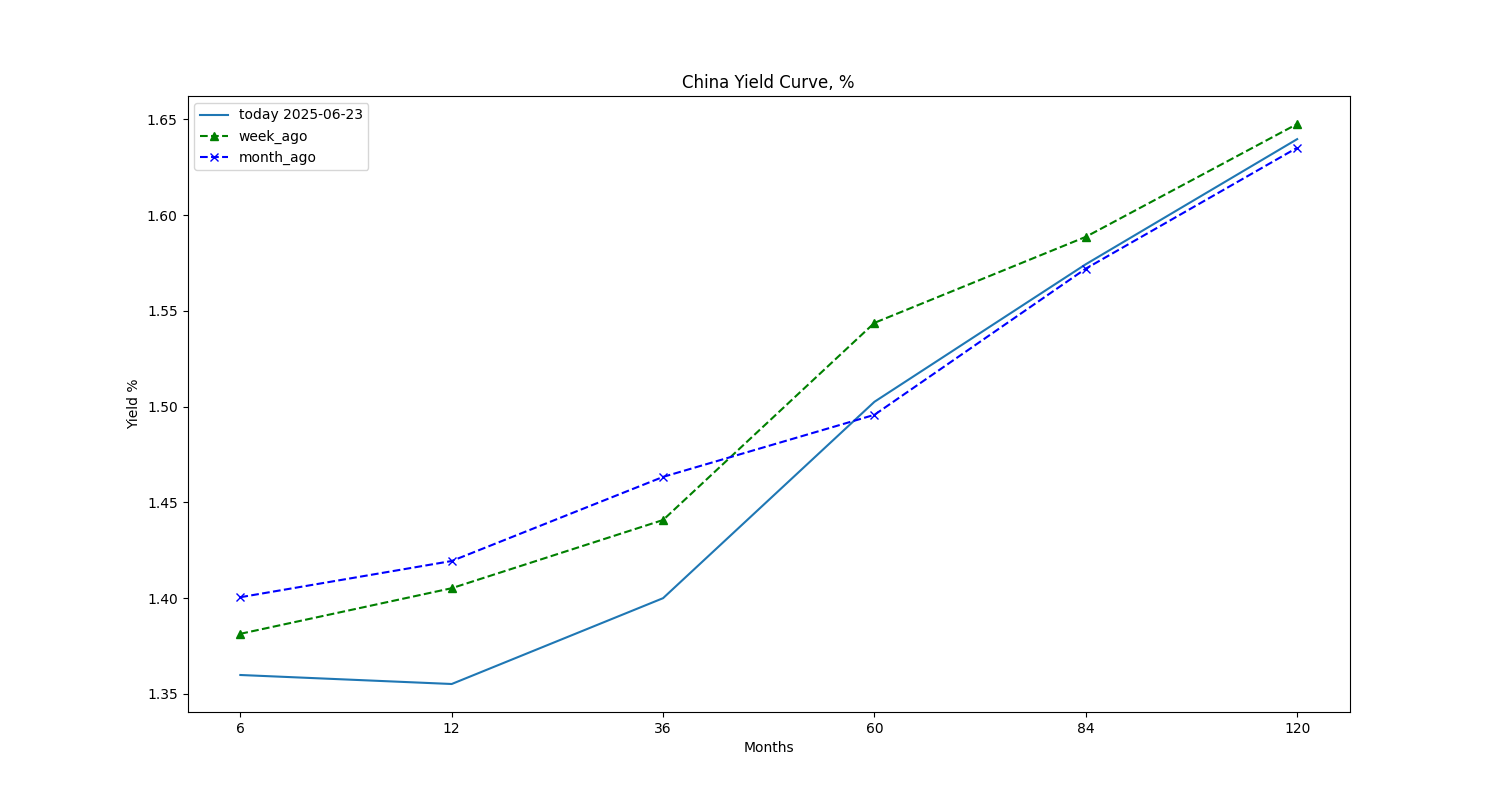 China Yield Curve, %
today 2025-06-23
week_ago
month_ago
1.65
1.60
1.55
1.50
1.45
1.40
1.35
Yield %
6 12 36 60 84 120
Months